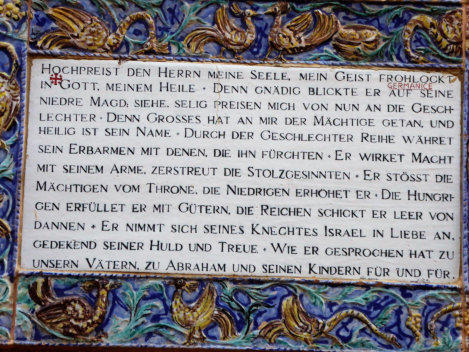 Hochpreist den Herrn meine Seele, mein Geist frohlockt
in Gott, meinem Heile · Denn gnädig blickte er auf seine
GERMANICE
niedre Magd, siehe, selig preisen mich von nun an die Gesch-
lechter · Denn Grosses hat an mir der Mächtige getan, und
heilig ist sein Name · Durch der Geschlechter Reihe währet
sein Erbarmen mit denen, die ihn fürchten · Er wirket Macht
mit seinem Arme, zerstreut die Stolzgesinnten · Er stösst die
Mächtigen vom Throne, die Niedrigen erhöhet er · Die Hungri-
gen erfüllet er mit Gütern, die Reichen schickt er leer von
dannen · Er nimmt sich seines Knechtes Israel in Liebe an,
gedekend seiner Huld und Treue · Wie er gesprochen hat zu
unsern Vätern, zu Abraham und seinen Kindern für und für.